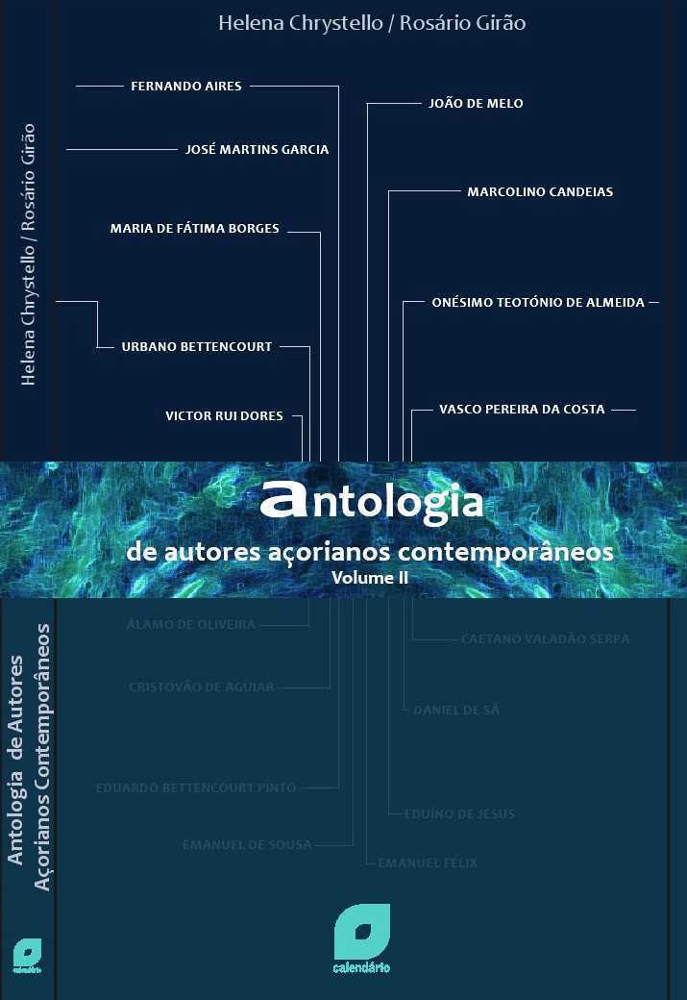 Helena Chrystello / Rosário Girão
FERNANDO AIRES
JOÃO DE MELO
JOSÉ MARTINS GARCIA
MARCOLINO CANDEIAS
MARIA DE FÁTIMA BORGES
ONÉSIMO TEOTÓNIO DE ALMEIDA
URBANO BETTENCOURT
VASCO PEREIRA DA COSTA
VICTOR RUI DORES
antologia
de autores açorianos contemporâneos
Volume II
ÁLAMO DE OLIVEIRA
CAETANO VALADÃO SERPA
CRISTÓVÃO DE AGUIAR
DANIEL DE SÁ
EDUARDO BETTENCOURT PINTO
EDUÍNO DE JESUS
EMANUEL DE SOUSA
EMANUEL FÉLIX
calendário
Helena Chrystello / Rosário Girão
Antologia de Autores
Açorianos Contemporâneos
calendário